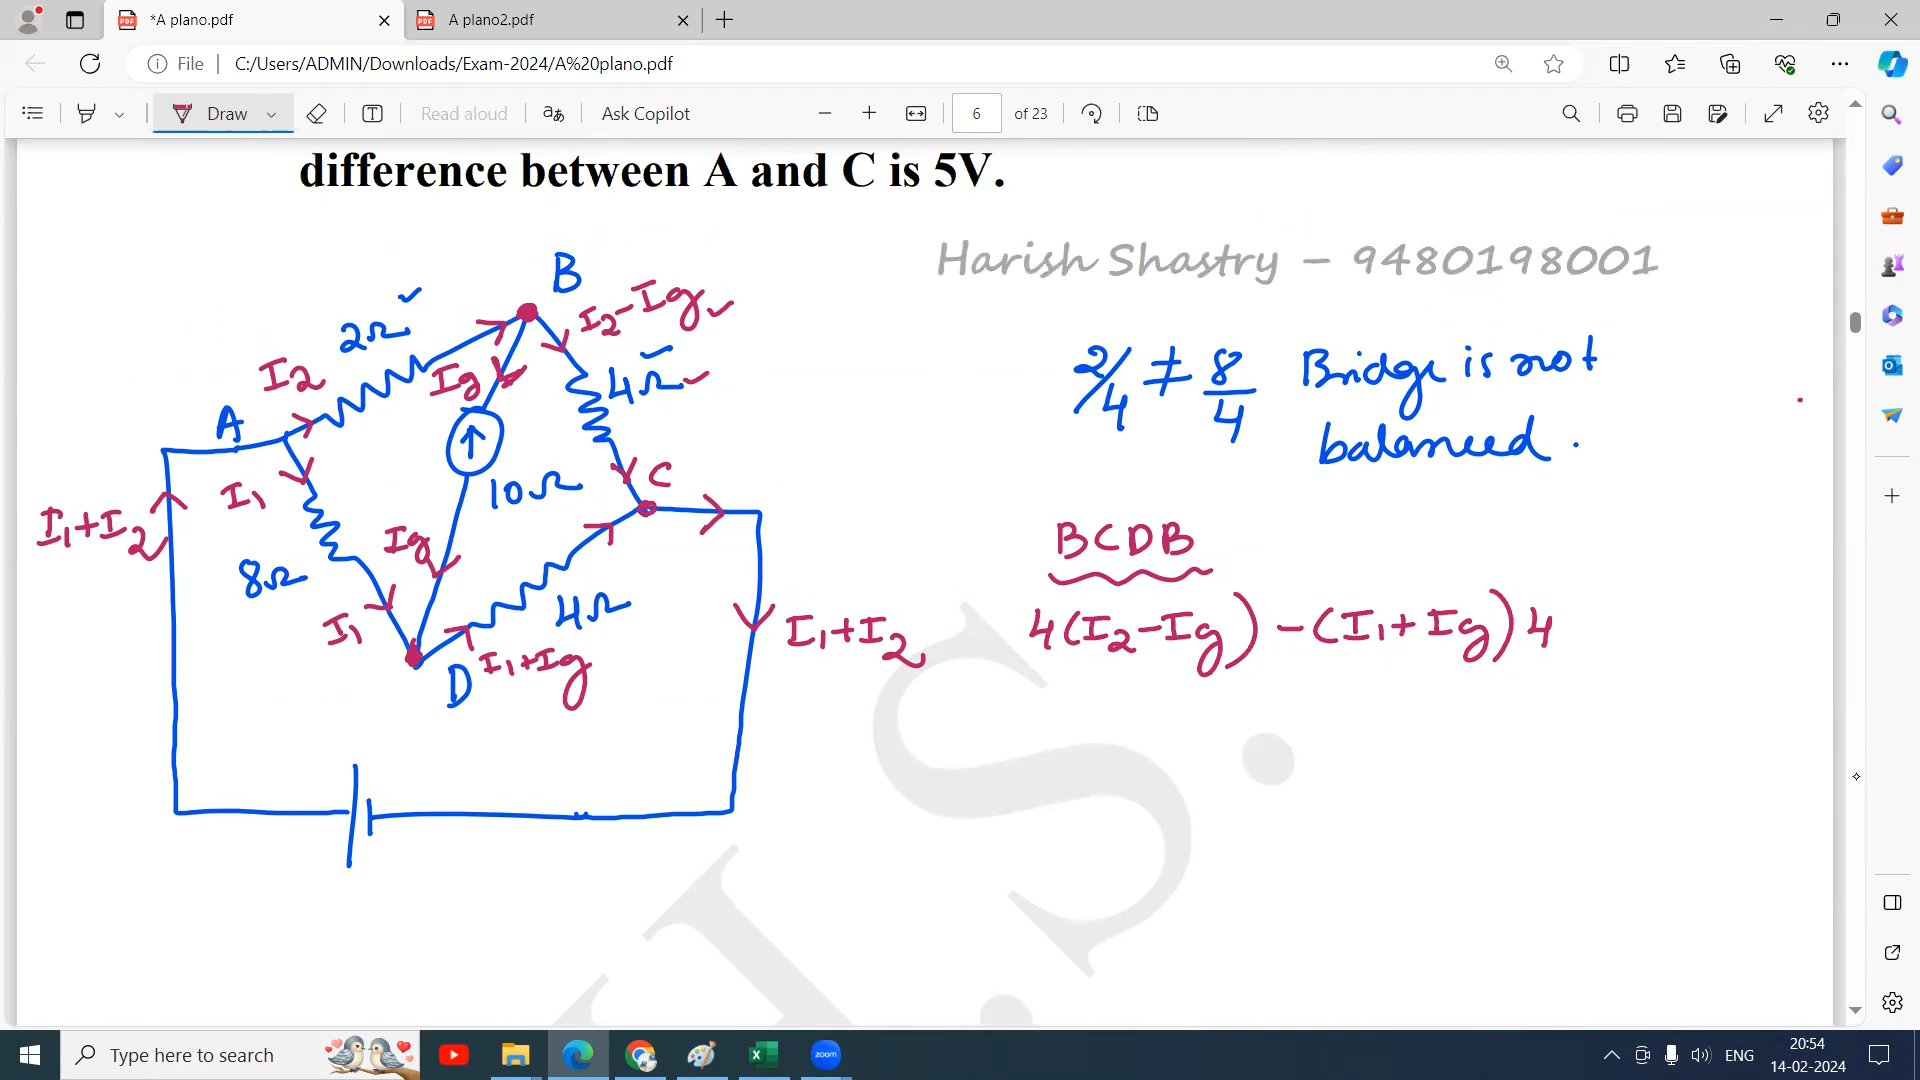 *A plano.pdf
A plano2.pdf
File
C:/Users/ADMIN/Downloads/Exam-2024/A%20plano.pdf
Draw
Read aloud
aあ
Ask Copilot
6
of 23
difference between A and C is 5V.
Harish Shastry – 9480198001
B
I2-Ig
2Ω
I2
Ig
4Ω
A
C
10Ω
I1
I1+I2
Ig
8Ω
4Ω
I1
I1+Ig
D
I1+I2
2/4 ≠ 8/4 Bridge is not
balanced.
BCDB
4(I2-Ig) - (I1+Ig)4
H.S.
Type here to search
zoom
ENG
20:54
14-02-2024